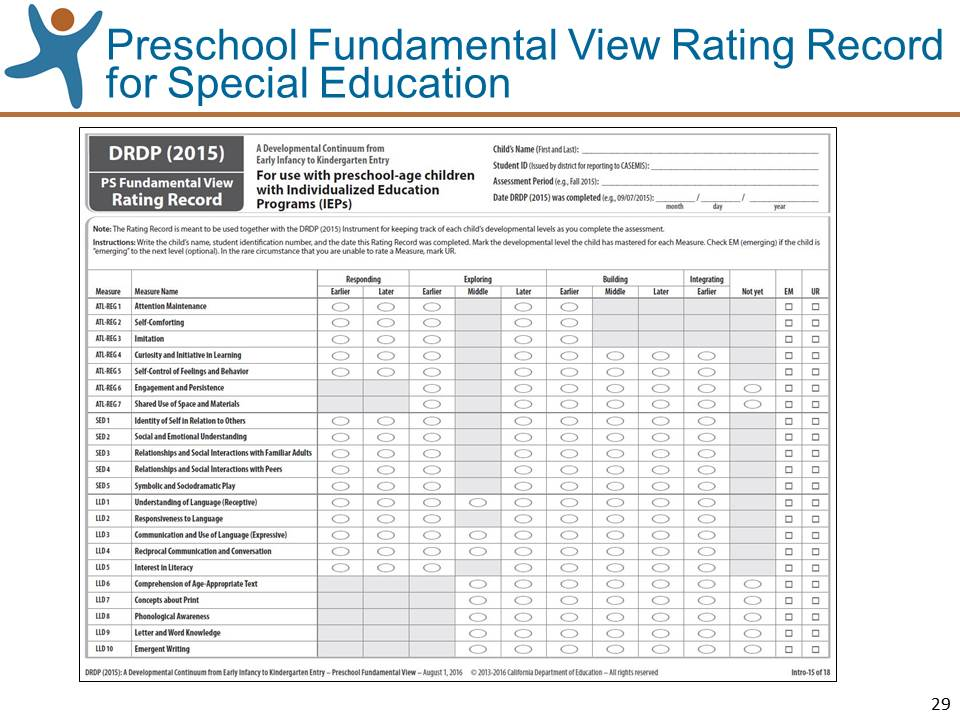 Preschool Fundamental View Rating Record
for Special Education
DRDP (2015)
PS Fundamental View
Rating Record
A Developmental Continuum from
Early Infancy to Kindergarten Entry
For use with preschool-age children
with Individualized Education
Programs (IEPs)
Child's Name (First and Last):
Student ID (Issued by district for reporting to CASEMIS):
Assessment Period (e.g., Fall 2015):
Date DRDP (2015) was completed (e.g., 09/07/2015): / /
month day year
Note: The Rating Record is meant to be used together with the DRDP (2015) Instrument for keeping track of each child's developmental levels as you complete the assessment.
Instructions: Write the child's name, student identification number, and the date this Rating Record was completed. Mark the developmental level the child has mastered for each Measure. Check EM (emerging) if the child is
"emerging" to the next level (optional). In the rare circumstance that you are unable to rate a Measure, mark UR.
Responding Exploring Building Integrating
Measure Measure Name Earlier Later Earlier Middle Later Earlier Middle Later Earlier Not yet EM UR
ATL-REG 1 Attention Maintenance
ATL-REG 2 Self-Comforting
ATL-REG 3 Imitation
ATL-REG 4 Curiosity and Initiative in Learning
ATL-REG 5 Self-Control of Feelings and Behavior
ATL-REG 6 Engagement and Persistence
ATL-REG 7 Shared Use of Space and Materials
SED 1 Identity of Self in Relation to Others
SED 2 Social and Emotional Understanding
SED 3 Relationships and Social Interactions with Familiar Adults
SED 4 Relationships and Social Interactions with Peers
SED 5 Symbolic and Sociodramatic Play
LLD 1 Understanding of Language (Receptive)
LLD 2 Responsiveness to Language
LLD 3 Communication and Use of Language (Expressive)
LLD 4 Reciprocal Communication and Conversation
LLD 5 Interest in Literacy
LLD 6 Comprehension of Age-Appropriate Text
LLD 7 Concepts about Print
LLD 8 Phonological Awareness
LLD 9 Letter and Word Knowledge
LLD 10 Emergent Writing
DRDP (2015): A Developmental Continuum from Early Infancy to Kindergarten Entry – Preschool Fundamental View – August 1, 2016 © 2013-2016 California Department of Education – All rights reserved Intro-15 of 18
29